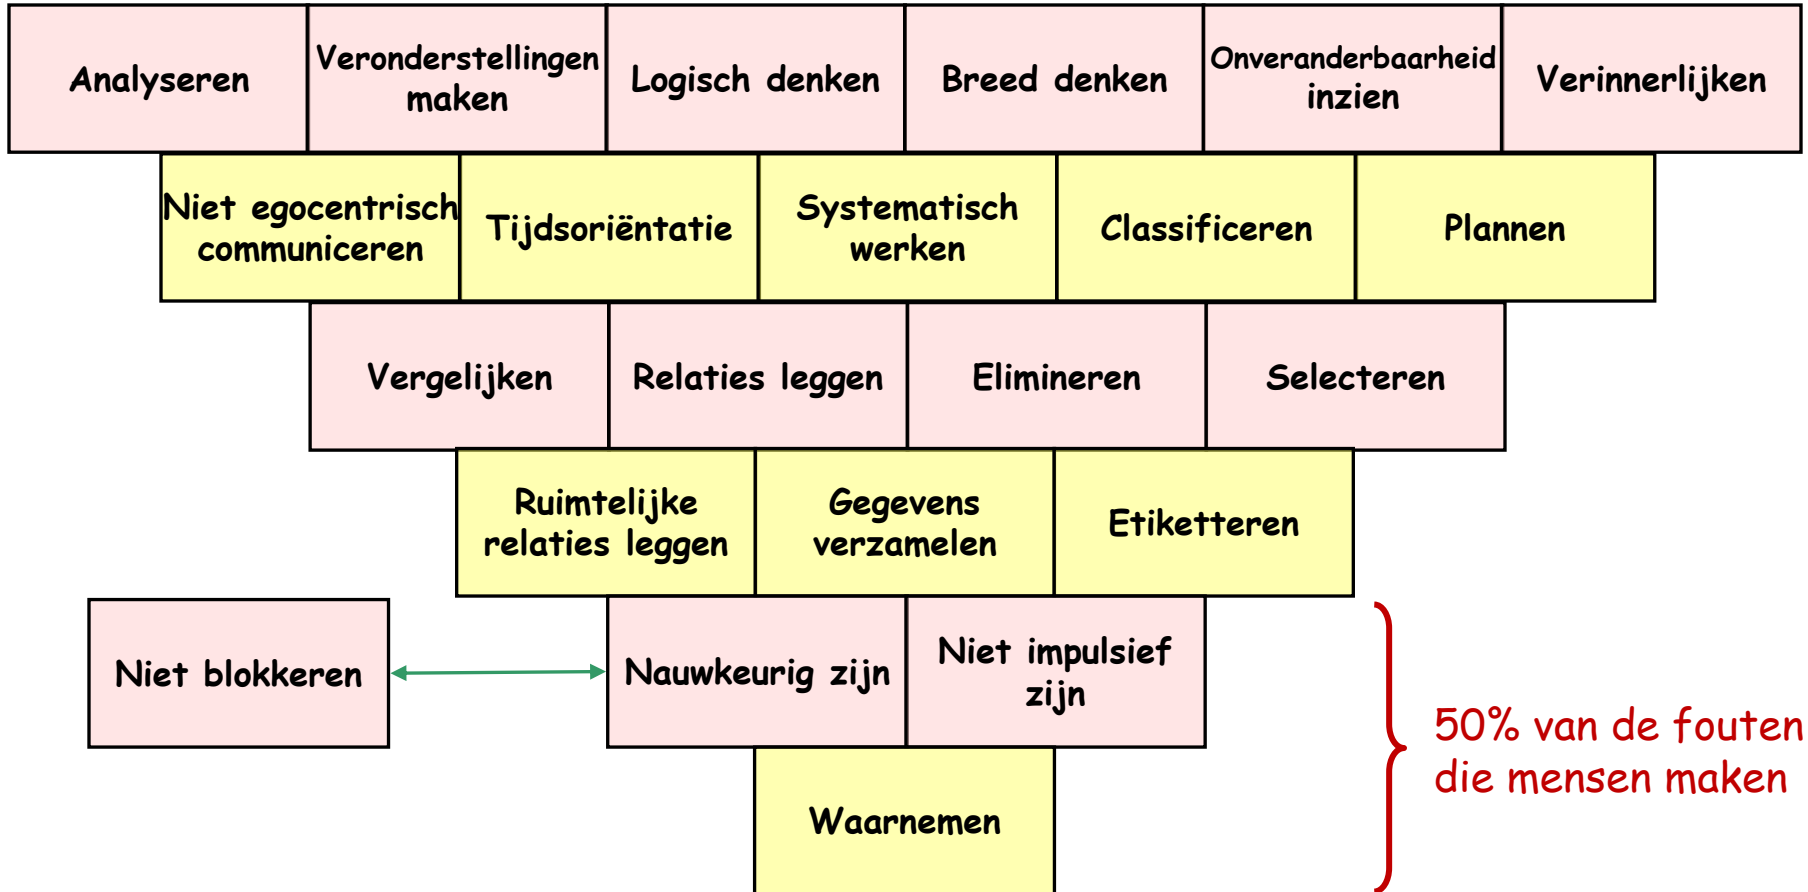 Analyseren
Veronderstellingen
maken
Logisch denken
Breed denken
Onveranderbaarheid
inzien
Verinnerlijken
Niet egocentrisch
communiceren
Tijdsoriëntatie
Systematisch
werken
Classificeren
Plannen
Vergelijken
Relaties leggen
Elimineren
Selecteren
Ruimtelijke
relaties leggen
Gegevens
verzamelen
Etiketteren
Niet blokkeren
Nauwkeurig zijn
Niet impulsief
zijn
50% van de fouten
die mensen maken
Waarnemen